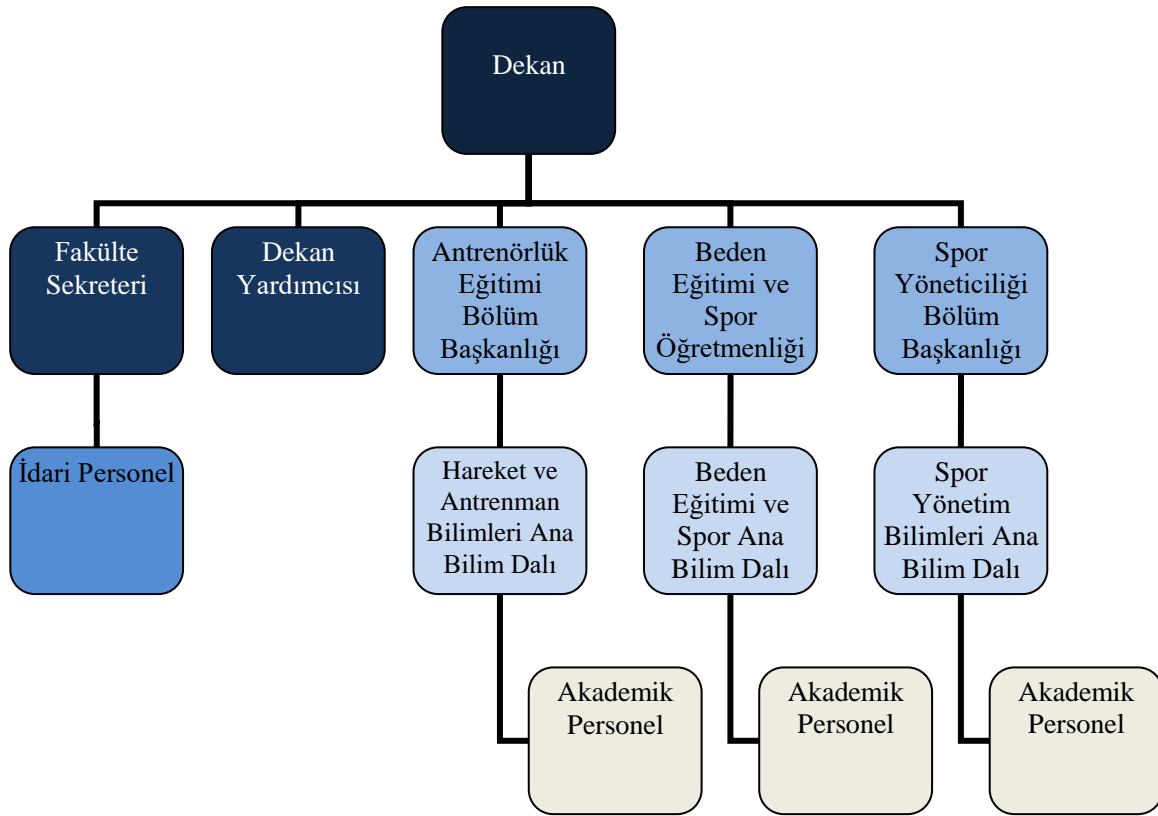 Dekan
Fakülte
Sekreteri
Dekan
Yardımcısı
Antrenörlük
Eğitimi
Bölüm
Başkanlığı
Beden
Eğitimi ve
Spor
Öğretmenliği
Spor
Yöneticiliği
Bölüm
Başkanlığı
İdari Personel
Hareket ve
Antrenman
Bilimleri Ana
Bilim Dalı
Beden
Eğitimi ve
Spor Ana
Bilim Dalı
Spor
Yönetim
Bilimleri Ana
Bilim Dalı
Akademik
Personel
Akademik
Personel
Akademik
Personel